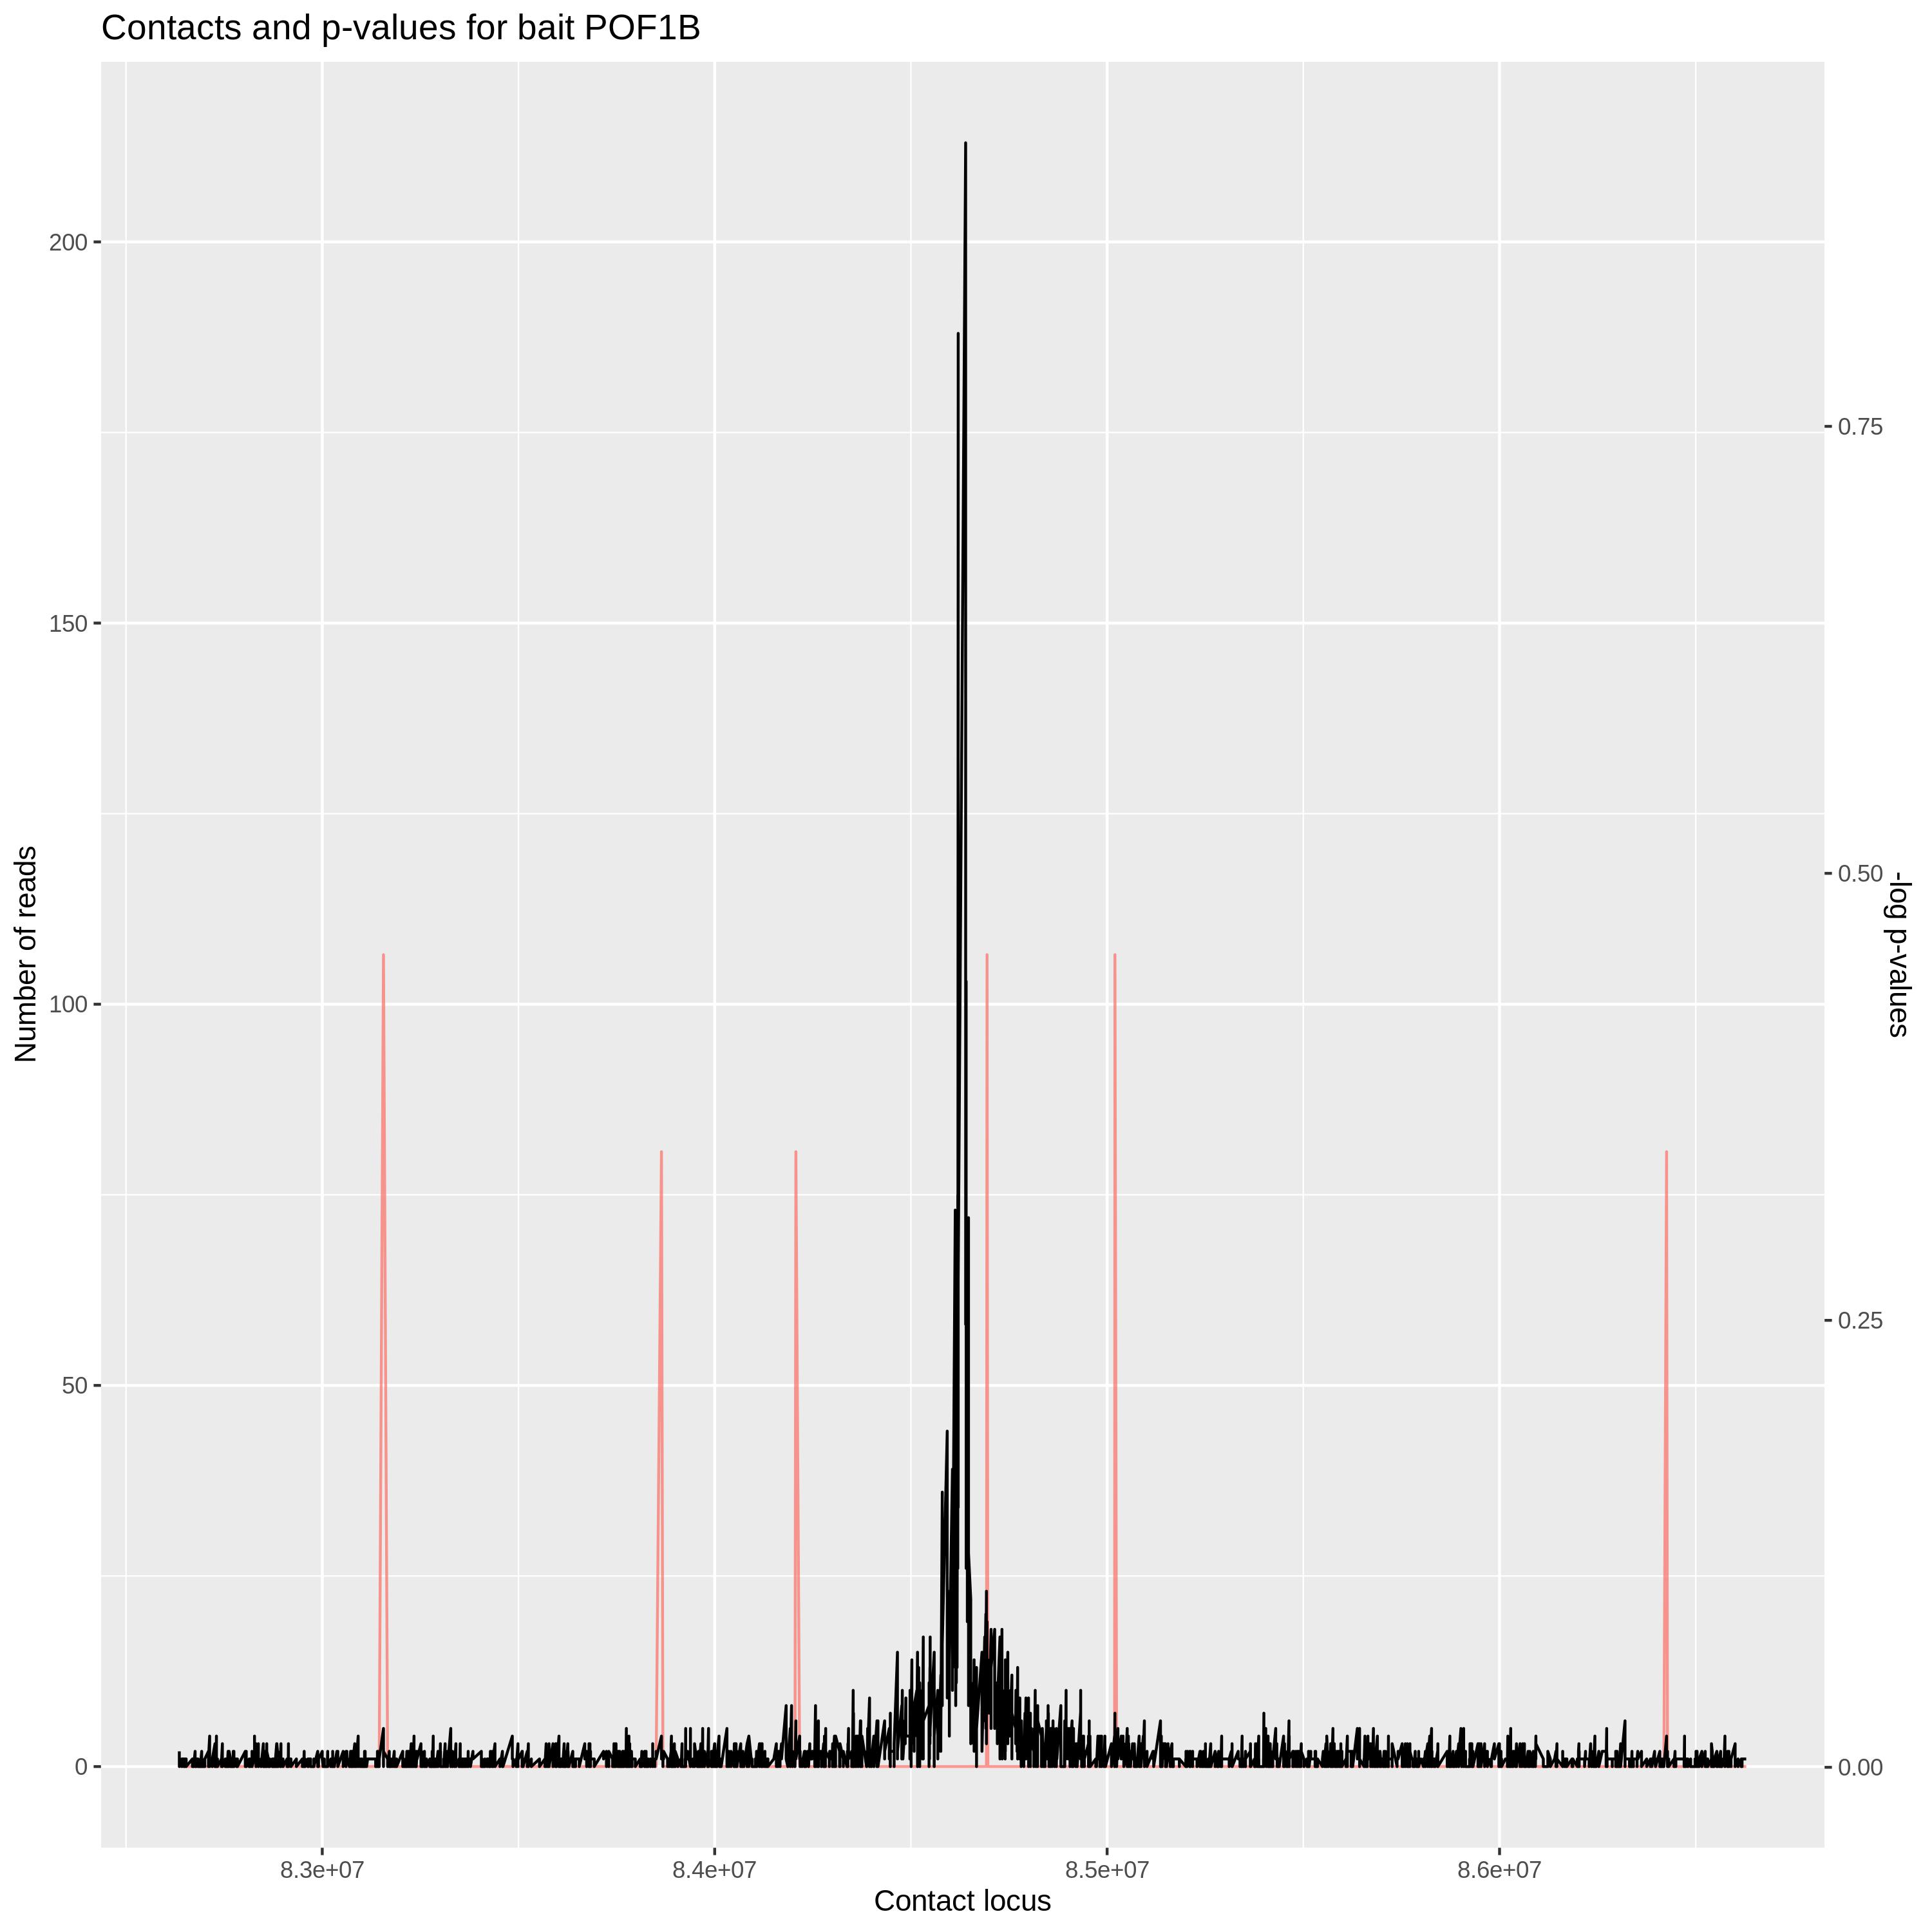 Contacts and p-values for bait POF1B
200
150
100
50
0
Number of reads
0.75
0.50
0.25
0.00
-log p-values
8.3e+07 8.4e+07 8.5e+07 8.6e+07
Contact locus